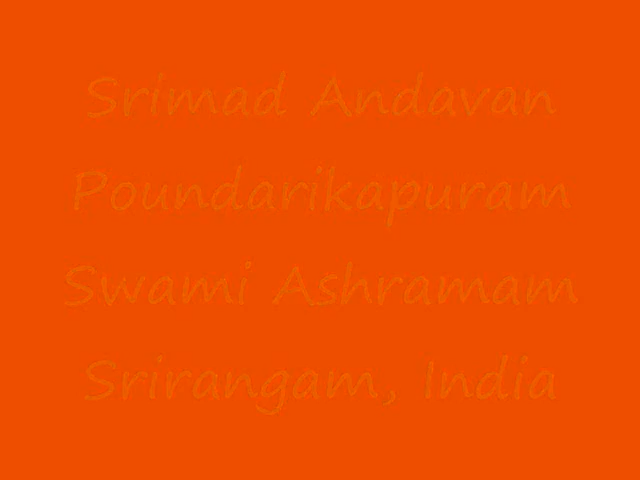 Srimad Andavan
Poundarikapuram
Swami Ashramam
Srirangam, India